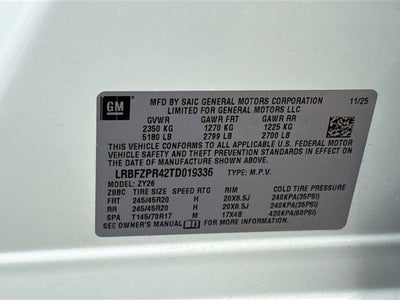 GM
MFD BY SAIC GENERAL MOTORS CORPORATION 11/25
LIMITED FOR GENERAL MOTORS LLC
GVWR GAWR FRT GAWR RR
2350 KG 1270 KG 1225 KG
5180 LB 2799 LB 2700 LB
THIS VEHICLE CONFORMS TO ALL APPLICABLE U.S. FEDERAL MOTOR
VEHICLE SAFETY AND THEFT PREVENTION STANDARDS IN EFFECT ON THE
DATE OF MANUFACTURE SHOWN ABOVE.
LRBFZPR42TD019336 TYPE: M.P.V.
MODEL: ZY26
ZBBC TIRE SIZE SPEED RTG RIM COLD TIRE PRESSURE
FRT 245/45R20 H 20X8.5J 240KPA(35PSI)
RR 245/45R20 H 20X8.5J 240KPA(35PSI)
SPA T145/70R17 M 17X4B 420KPA(60PSI)
SEE OWNER'S MANUAL FOR MORE INFORMATION.